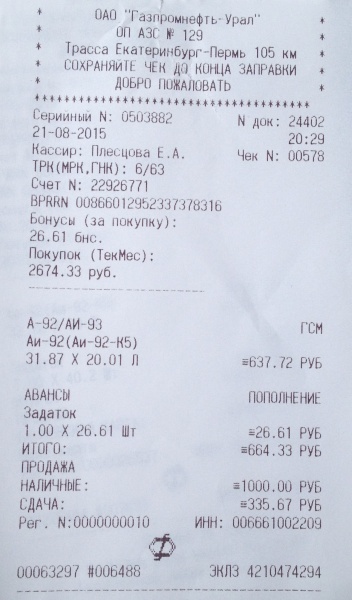 * ОАО "Газпромнефть-Урал" *
* ОП АЗС № 129 *
* Трасса Екатеринбург-Пермь 105 км *
* СОХРАНЯЙТЕ ЧЕК ДО КОНЦА ЗАПРАВКИ *
* ДОБРО ПОЖАЛОВАТЬ *
************************************
Серийный N: 0503882 N док: 24402
21-08-2015 20:29
Кассир: Плесцова Е.А. Чек N: 00578
ТРК(МРК,ГНК): 6/63
Счет N: 22926771
BPRRN 00866012952337378316
Бонусы (за покупку):
26.61 бнс.
Покупок (ТекМес):
2674.33 руб.
А-92/АИ-93 ГСМ
Аи-92(Аи-92-К5)
31.87 X 20.01 Л ≡637.72 РУБ
АВАНСЫ ПОПОЛНЕНИЕ
Задаток
1.00 X 26.61 Шт ≡26.61 РУБ
ИТОГО: ≡664.33 РУБ
ПРОДАЖА
НАЛИЧНЫЕ: ≡1000.00 РУБ
СДАЧА: ≡335.67 РУБ
Рег. N:0000000010 ИНН: 006661002209
00063297 #006488 ЭКЛЗ 4210474294